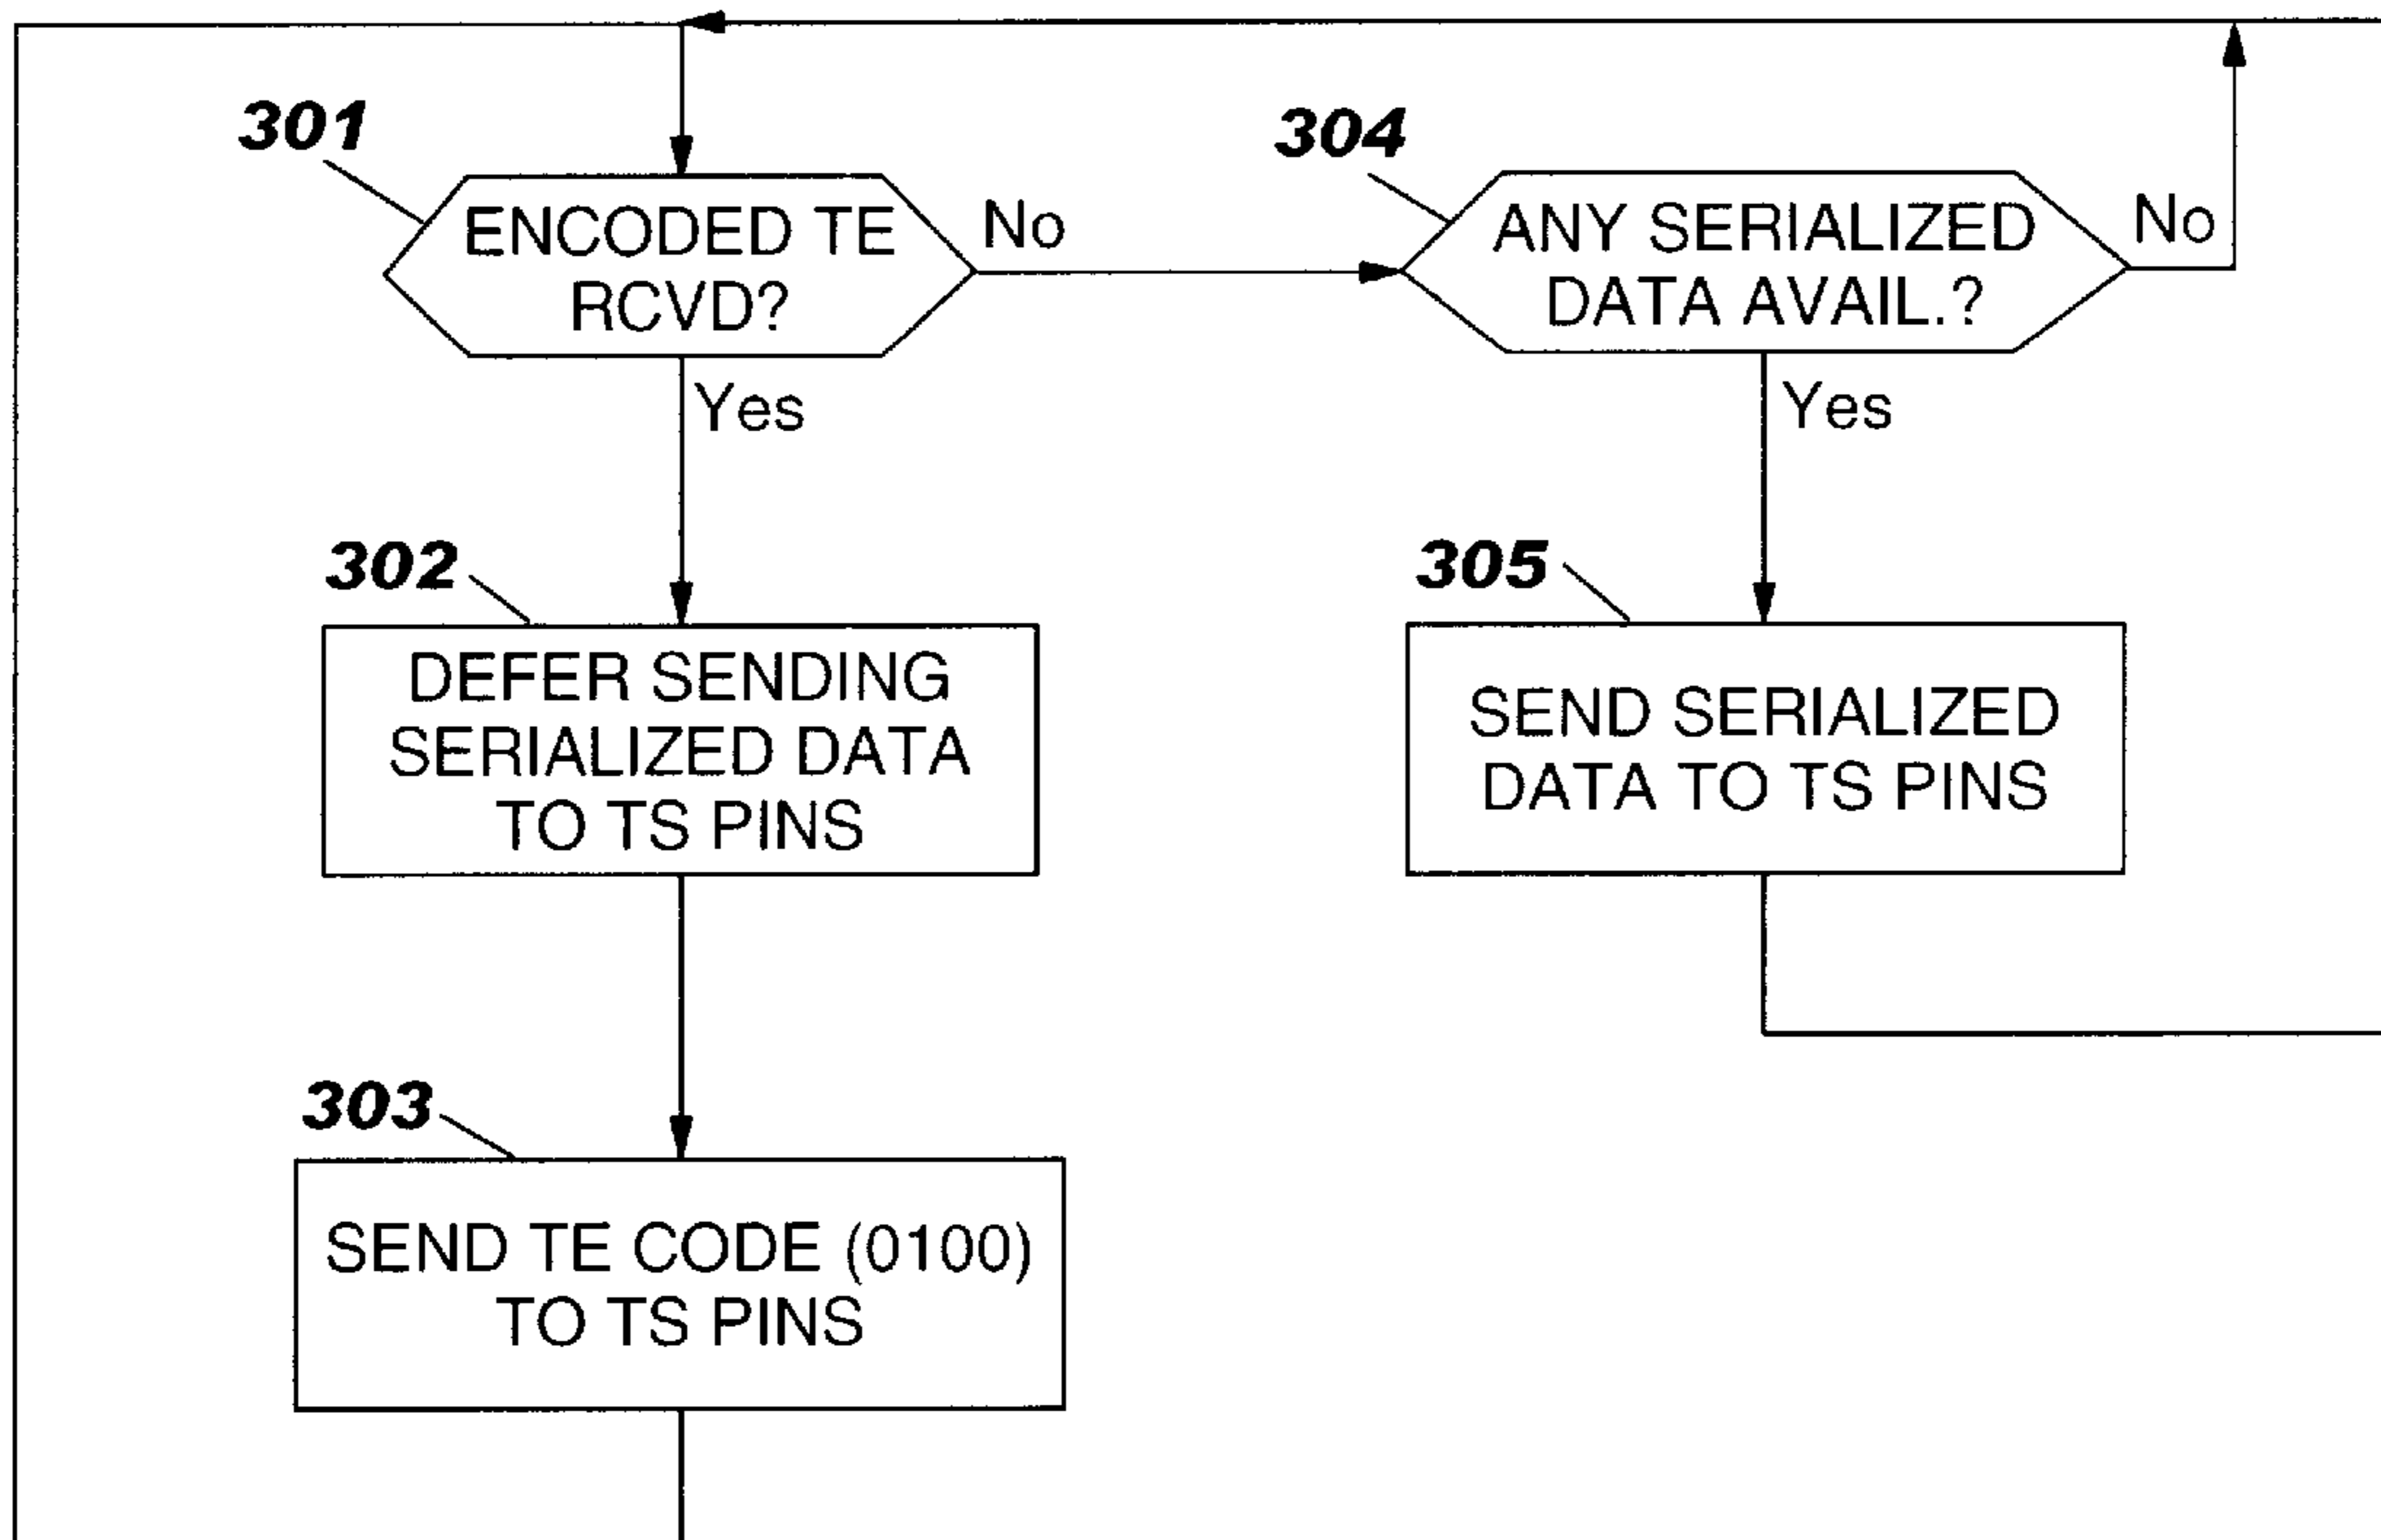 301
ENCODED TE
RCVD?
No
304
ANY SERIALIZED
DATA AVAIL.?
No
Yes
Yes
302
DEFER SENDING
SERIALIZED DATA
TO TS PINS
305
SEND SERIALIZED
DATA TO TS PINS
303
SEND TE CODE (0100)
TO TS PINS